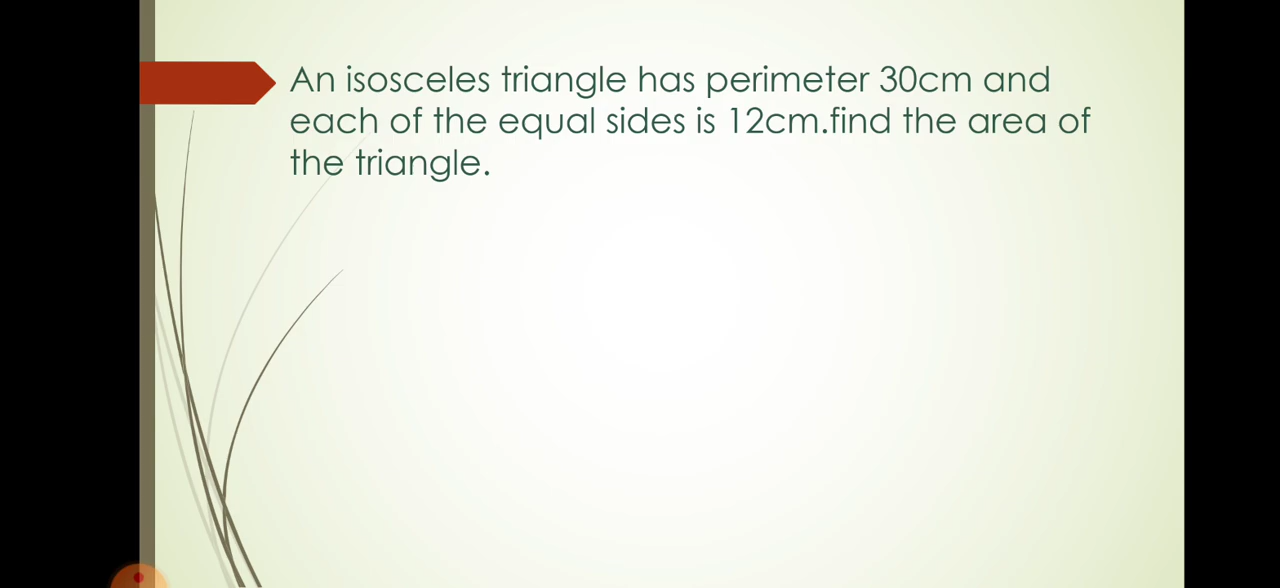 An isosceles triangle has perimeter 30cm and
each of the equal sides is 12cm.find the area of
the triangle.